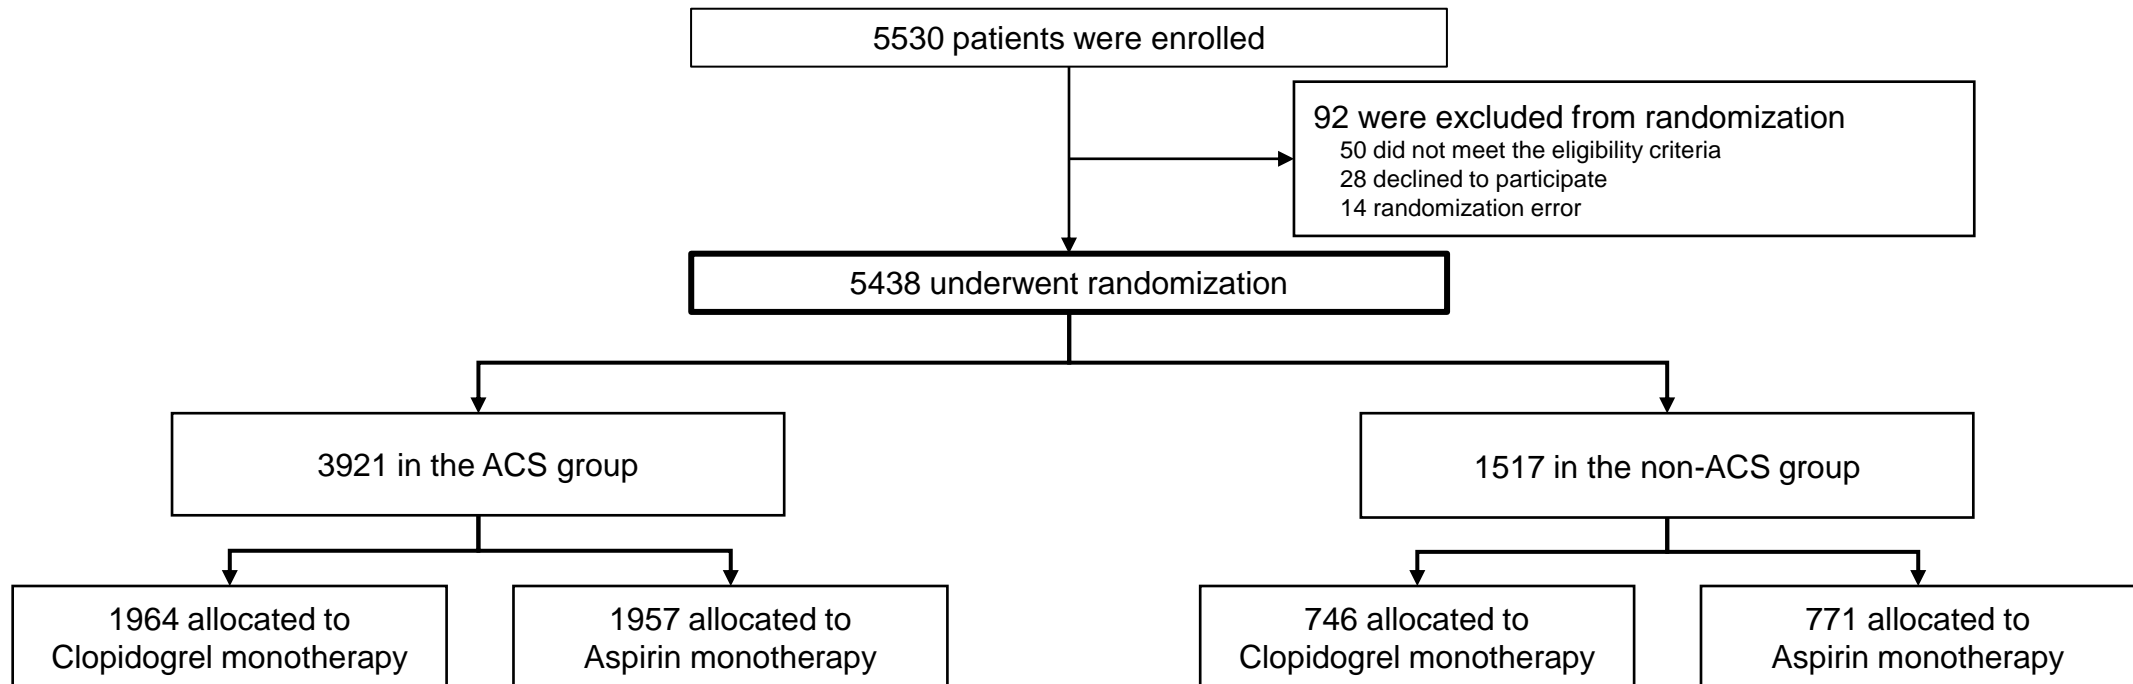 5530 patients were enrolled
92 were excluded from randomization
50 did not meet the eligibility criteria
28 declined to participate
14 randomization error
5438 underwent randomization
3921 in the ACS group
1517 in the non-ACS group
1964 allocated to
Clopidogrel monotherapy
1957 allocated to
Aspirin monotherapy
746 allocated to
Clopidogrel monotherapy
771 allocated to
Aspirin monotherapy